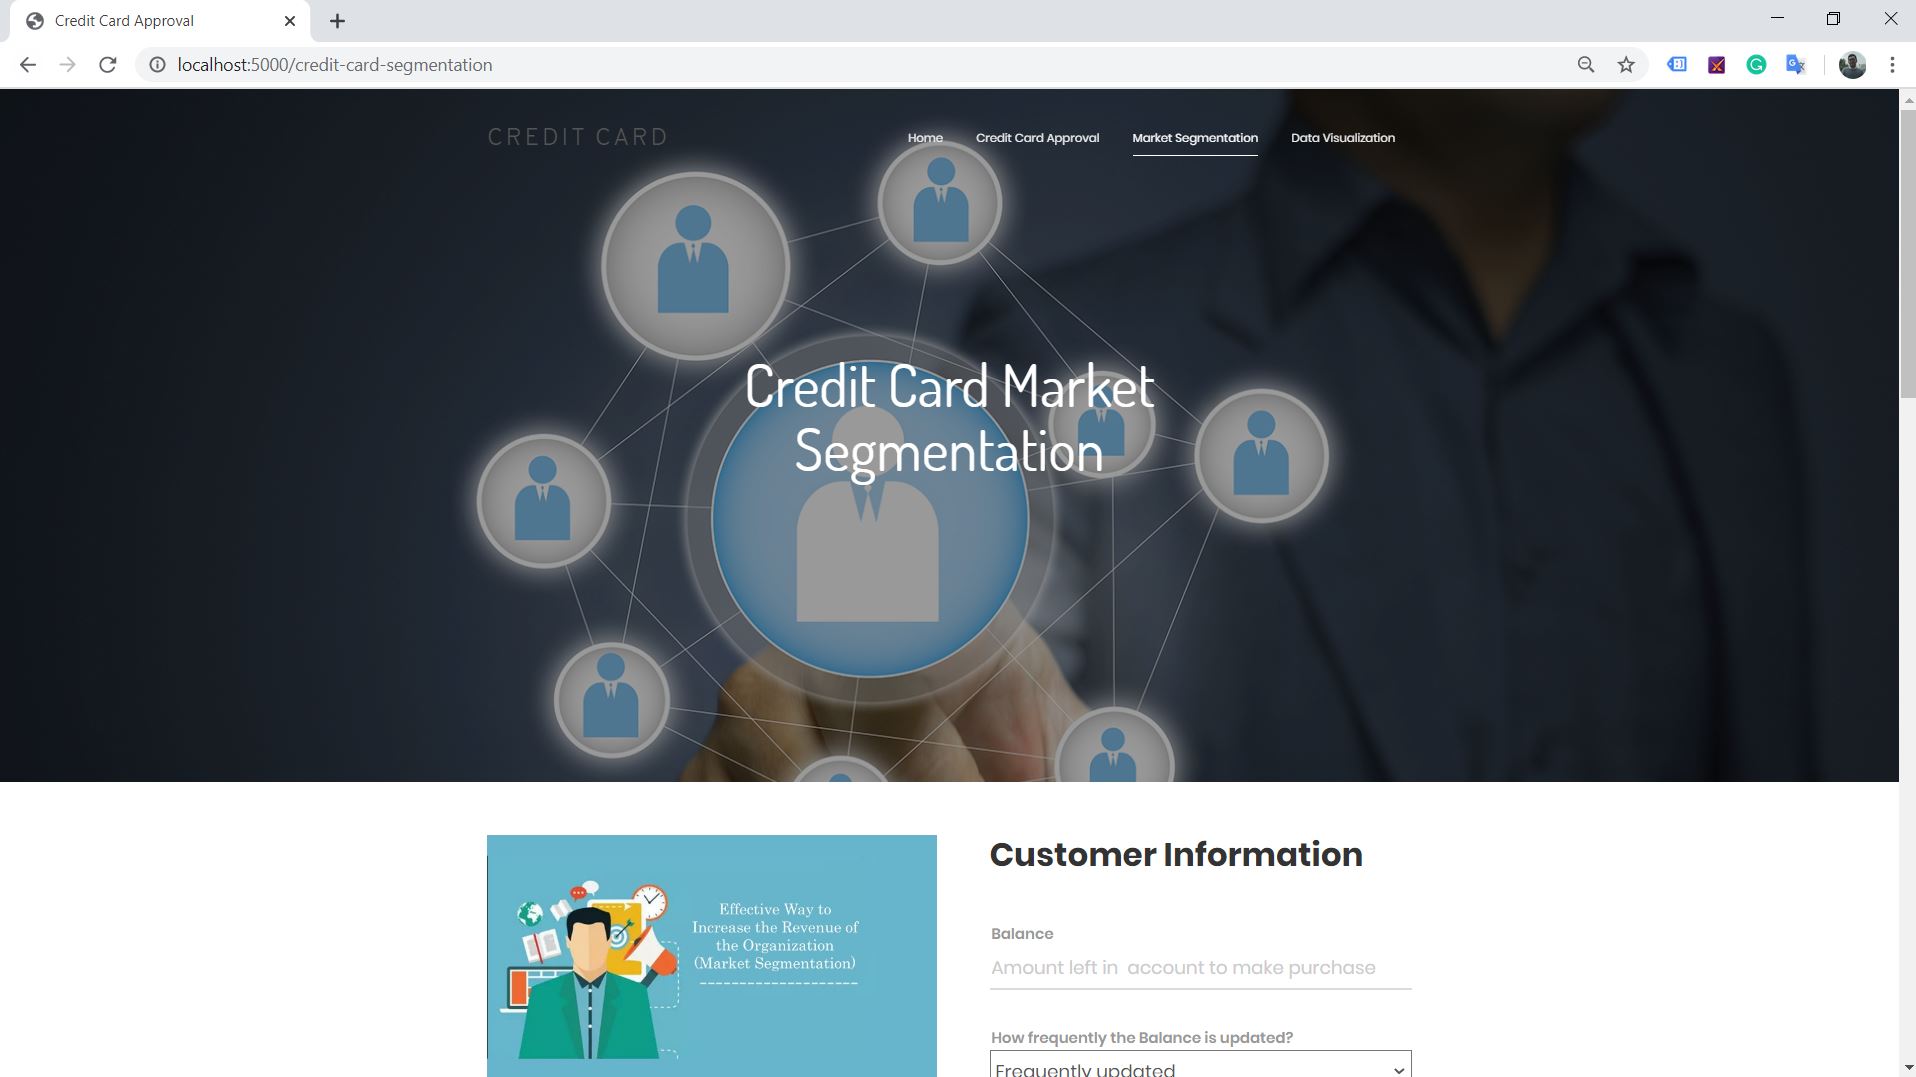 Credit Card Approval
localhost:5000/credit-card-segmentation
CREDIT CARD
Home
Credit Card Approval
Market Segmentation
Data Visualization
Credit Card Market
Segmentation
Effective Way to
Increase the Revenue of
the Organization
(Market Segmentation)
Customer Information
Balance
Amount left in  account to make purchase
How frequently the Balance is updated?
Frequently updated